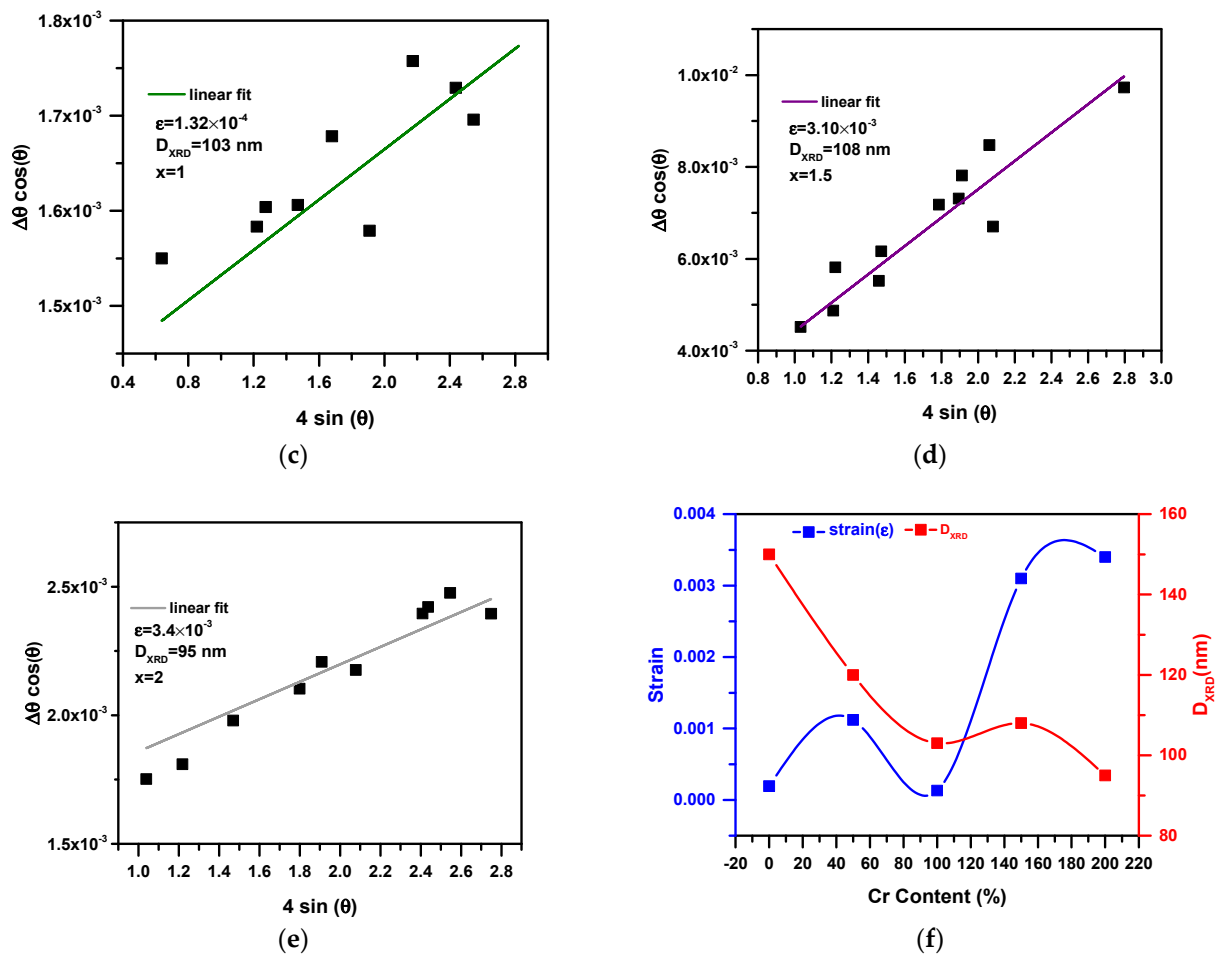 1.8x10⁻³
1.7x10⁻³
1.6x10⁻³
1.5x10⁻³
Δθ cos(θ)
linear fit
ε=1.32×10⁻⁴
D_XRD=103 nm
x=1
0.4 0.8 1.2 1.6 2.0 2.4 2.8
4 sin (θ)
(c)
1.0x10⁻²
8.0x10⁻³
6.0x10⁻³
4.0x10⁻³
Δθ cos(θ)
linear fit
ε=3.10×10⁻³
D_XRD=108 nm
x=1.5
0.8 1.0 1.2 1.4 1.6 1.8 2.0 2.2 2.4 2.6 2.8 3.0
4 sin (θ)
(d)
2.5x10⁻³
2.0x10⁻³
1.5x10⁻³
Δθ cos(θ)
linear fit
ε=3.4×10⁻³
D_XRD=95 nm
x=2
1.0 1.2 1.4 1.6 1.8 2.0 2.2 2.4 2.6 2.8
4 sin (θ)
(e)
0.004
0.003
0.002
0.001
0.000
Strain
strain(ε) D_XRD
160
140
120
100
80
D_XRD(nm)
-20 0 20 40 60 80 100 120 140 160 180 200 220
Cr Content (%)
(f)